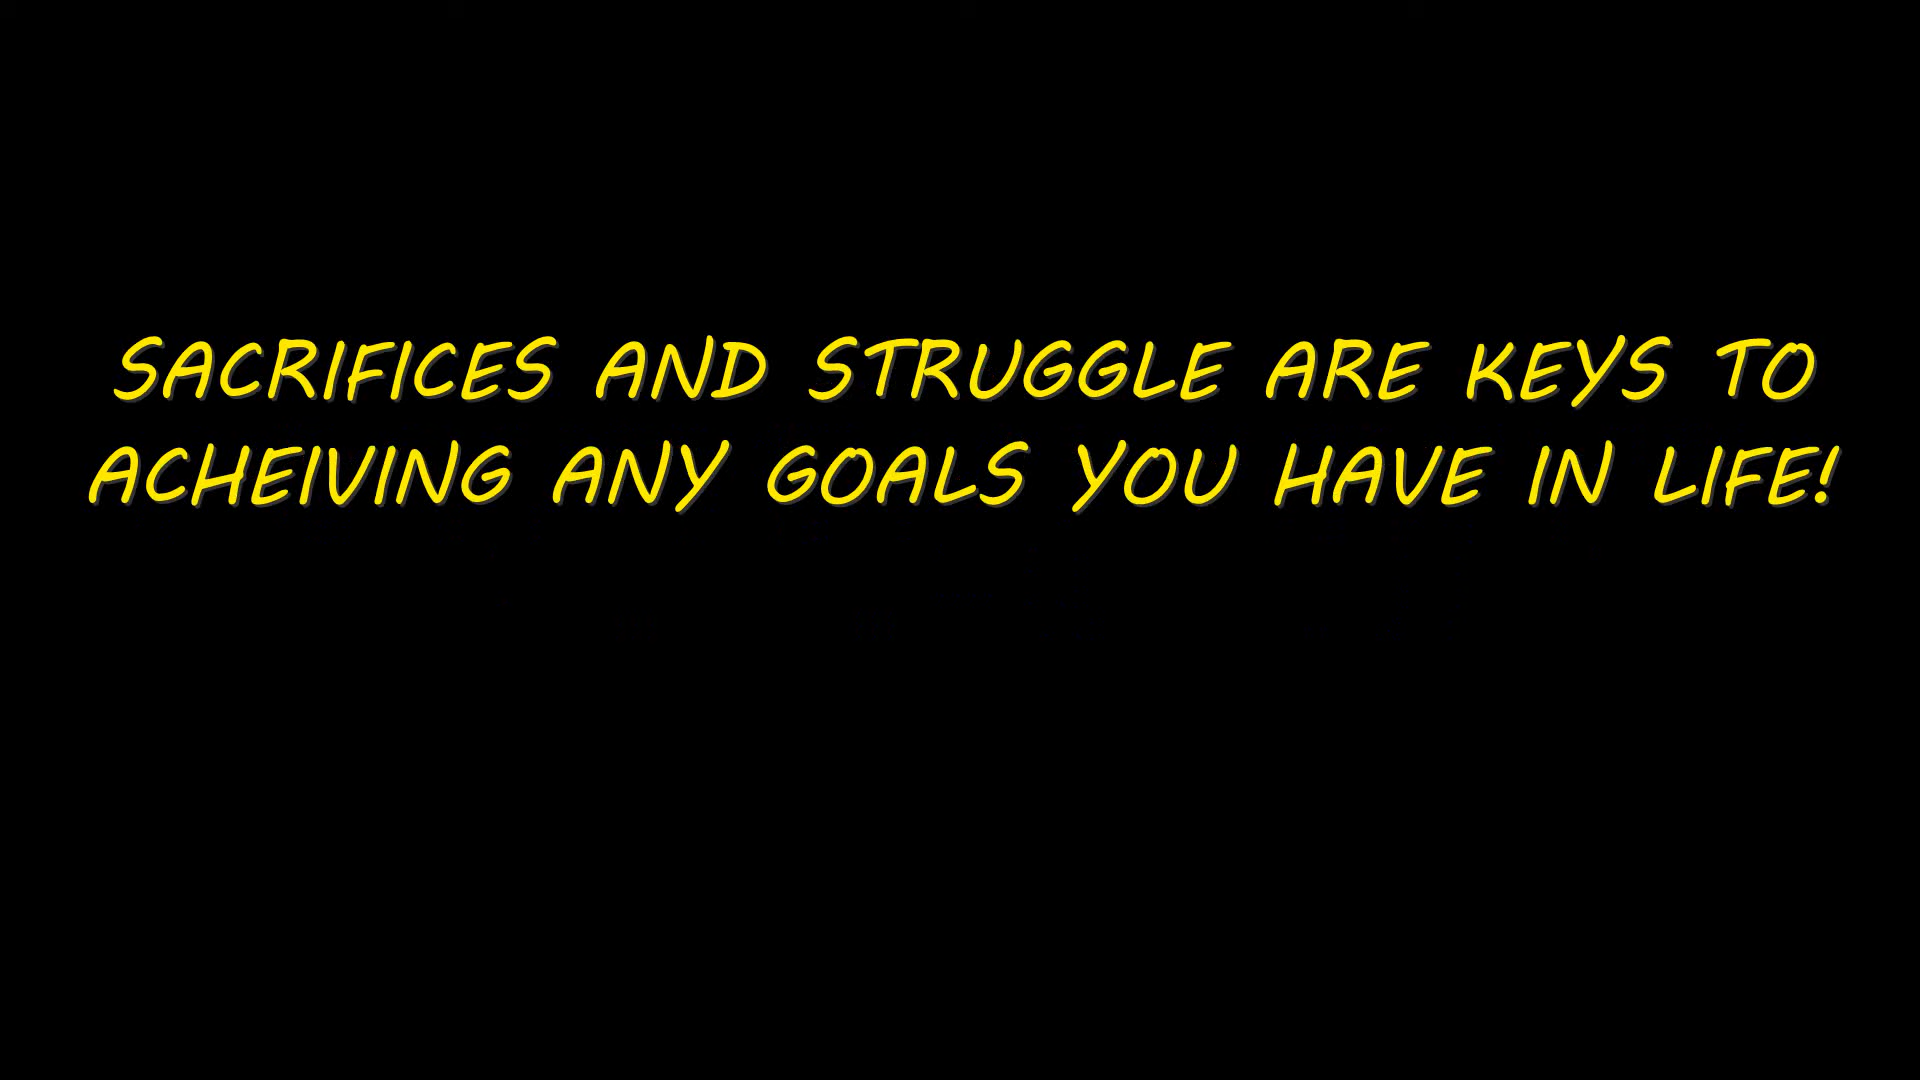 SACRIFICES AND STRUGGLE ARE KEYS TO
ACHEIVING ANY GOALS YOU HAVE IN LIFE!